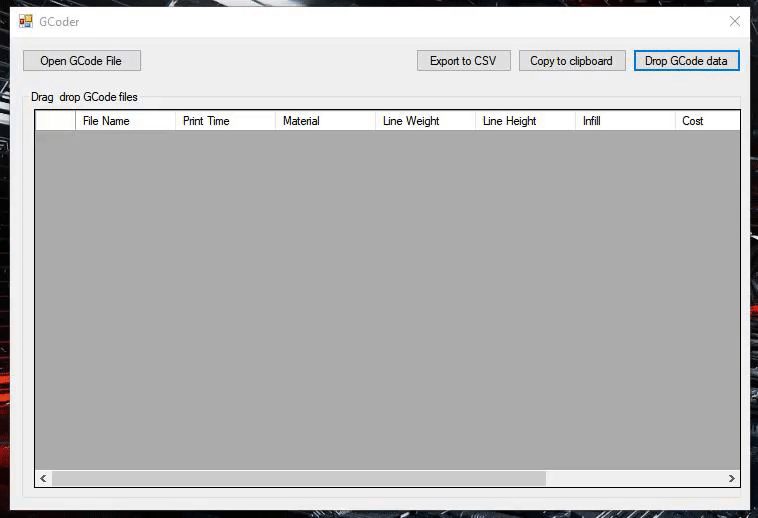 GCoder
Open GCode File Export to CSV Copy to clipboard Drop GCode data
Drag drop GCode files
File Name Print Time Material Line Weight Line Height Infill Cost